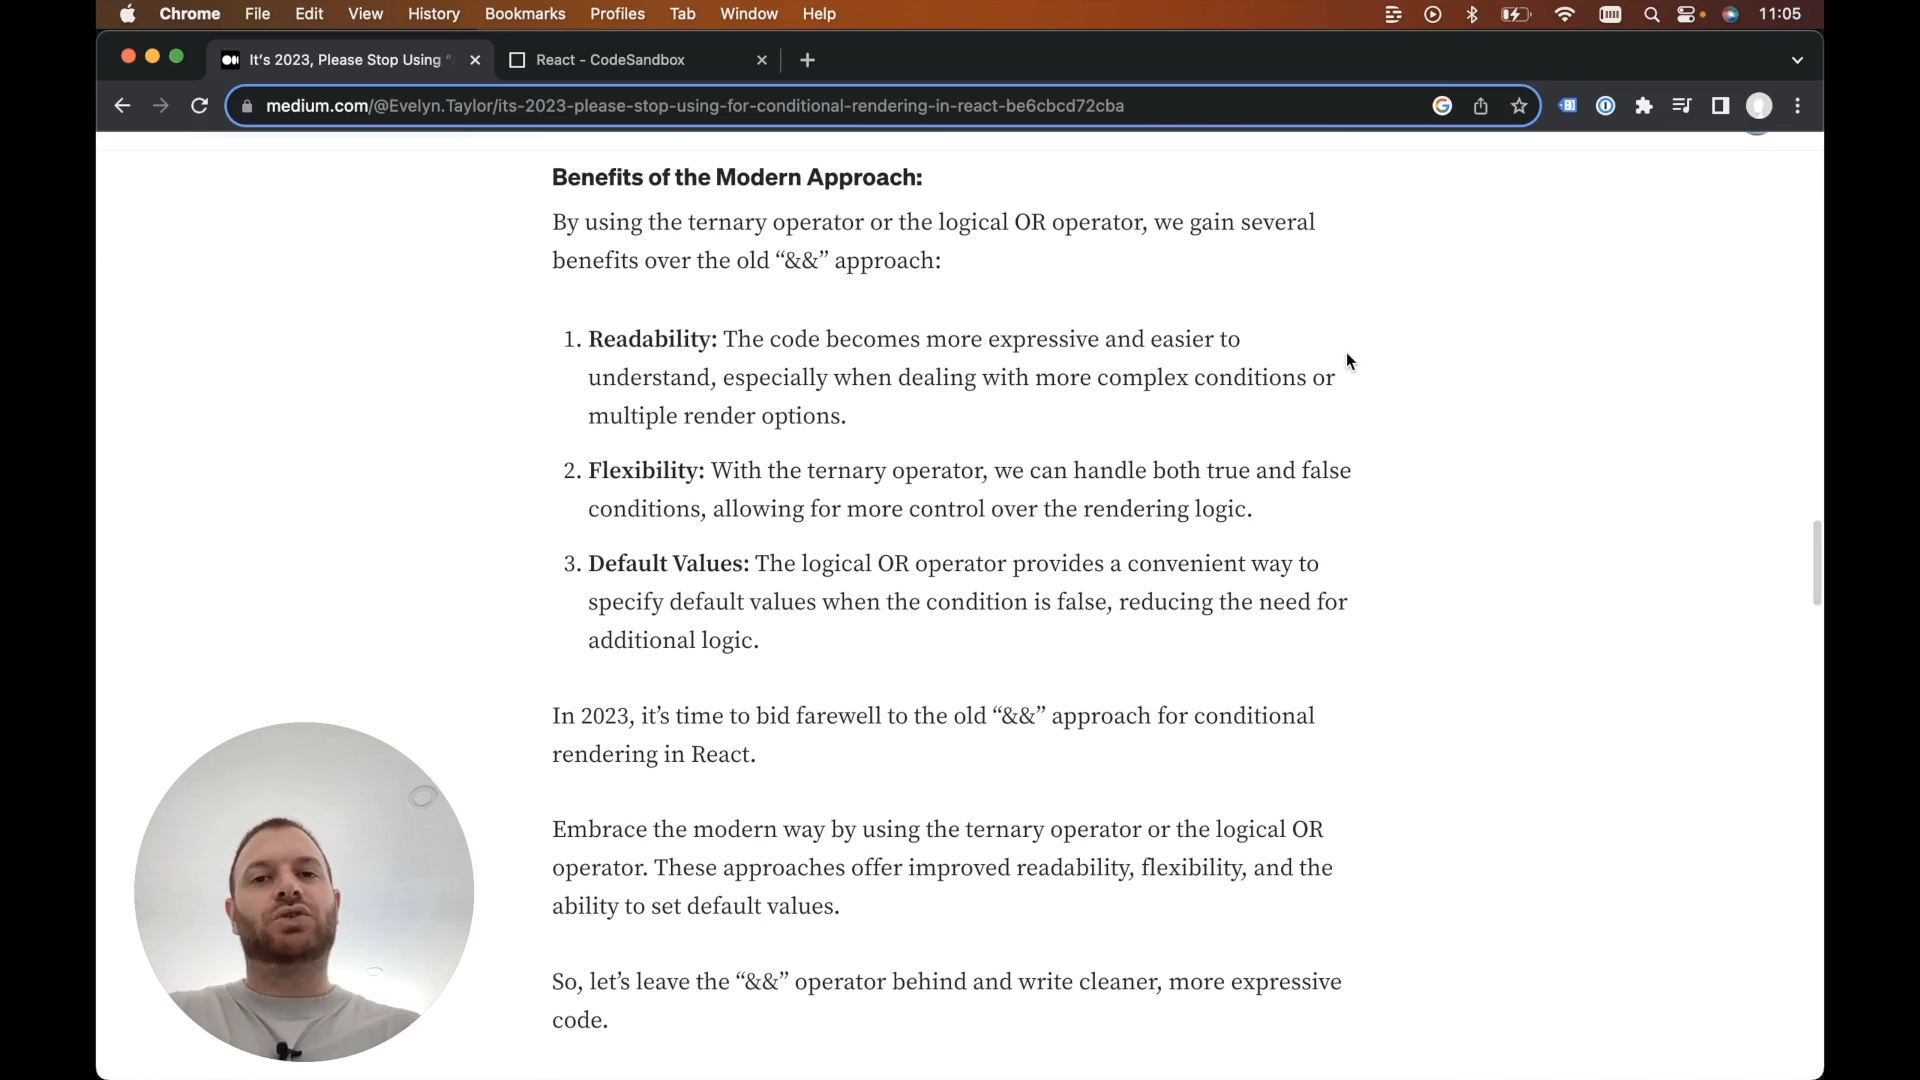 Chrome File Edit View History Bookmarks Profiles Tab Window Help 11:05
It's 2023, Please Stop Using React - CodeSandbox
medium.com/@Evelyn.Taylor/its-2023-please-stop-using-for-conditional-rendering-in-react-be6cbcd72cba
Benefits of the Modern Approach:
By using the ternary operator or the logical OR operator, we gain several
benefits over the old “&&” approach:
1. Readability: The code becomes more expressive and easier to
understand, especially when dealing with more complex conditions or
multiple render options.
2. Flexibility: With the ternary operator, we can handle both true and false
conditions, allowing for more control over the rendering logic.
3. Default Values: The logical OR operator provides a convenient way to
specify default values when the condition is false, reducing the need for
additional logic.
In 2023, it’s time to bid farewell to the old “&&” approach for conditional
rendering in React.
Embrace the modern way by using the ternary operator or the logical OR
operator. These approaches offer improved readability, flexibility, and the
ability to set default values.
So, let’s leave the “&&” operator behind and write cleaner, more expressive
code.